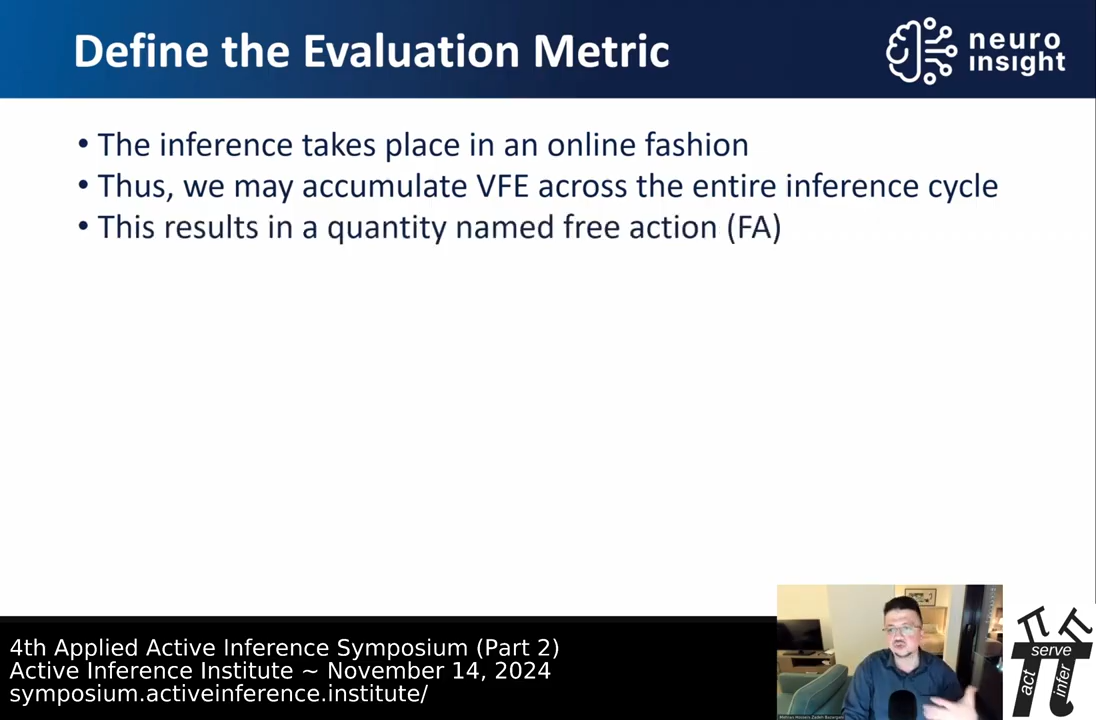 Define the Evaluation Metric
neuro
insight
• The inference takes place in an online fashion
• Thus, we may accumulate VFE across the entire inference cycle
• This results in a quantity named free action (FA)
4th Applied Active Inference Symposium (Part 2)
Active Inference Institute ~ November 14, 2024
symposium.activeinference.institute/
serve
act
infer